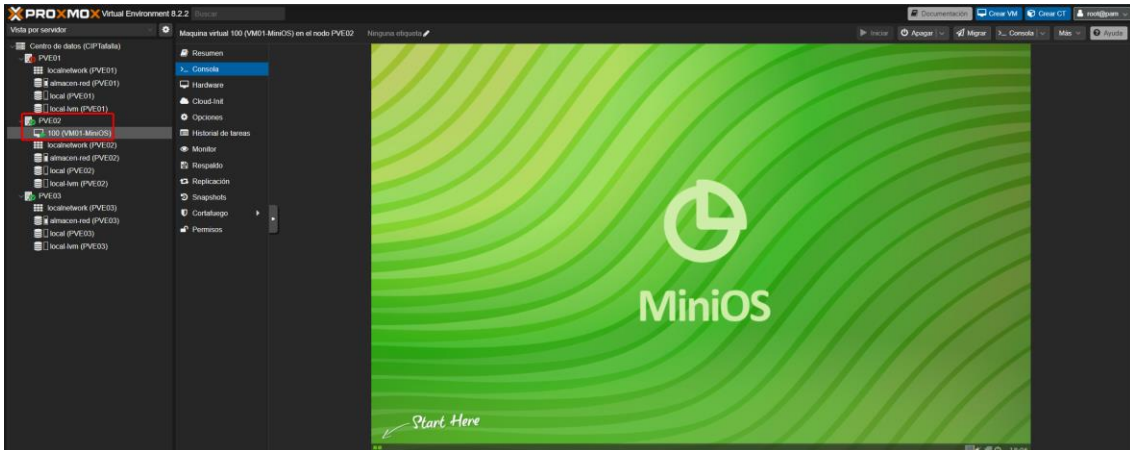 PROXMOX Virtual Environment 8.2.2 Buscar
Documentación Crear VM Crear CT root@pam
Vista por servidor
Maquina virtual 100 (VM01-MiniOS) en el nodo PVE02 Ninguna etiqueta Iniciar Apagar Migrar Consola Más Ayuda
Centro de datos (CIPTafalla)
PVE01
localnetwork (PVE01)
almacen-red (PVE01)
local (PVE01)
local-lvm (PVE01)
PVE02
100 (VM01-MiniOS)
localnetwork (PVE02)
almacen-red (PVE02)
local (PVE02)
local-lvm (PVE02)
PVE03
localnetwork (PVE03)
almacen-red (PVE03)
local (PVE03)
local-lvm (PVE03)
Resumen
>_ Consola
Hardware
Cloud-Init
Opciones
Historial de tareas
Monitor
Respaldo
Replicación
Snapshots
Cortafuego
Permisos
MiniOS
Start Here